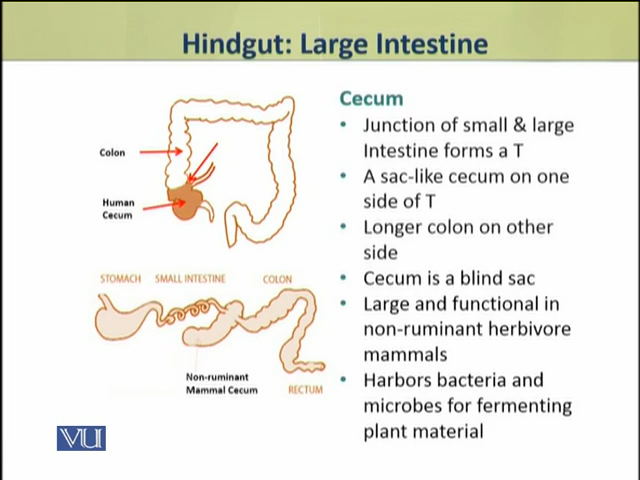 Hindgut: Large Intestine
Colon
Human
Cecum
STOMACH SMALL INTESTINE COLON
Non-ruminant
Mammal Cecum
RECTUM
Cecum
• Junction of small & large
Intestine forms a T
• A sac-like cecum on one
side of T
• Longer colon on other
side
• Cecum is a blind sac
• Large and functional in
non-ruminant herbivore
mammals
• Harbors bacteria and
microbes for fermenting
plant material
VU